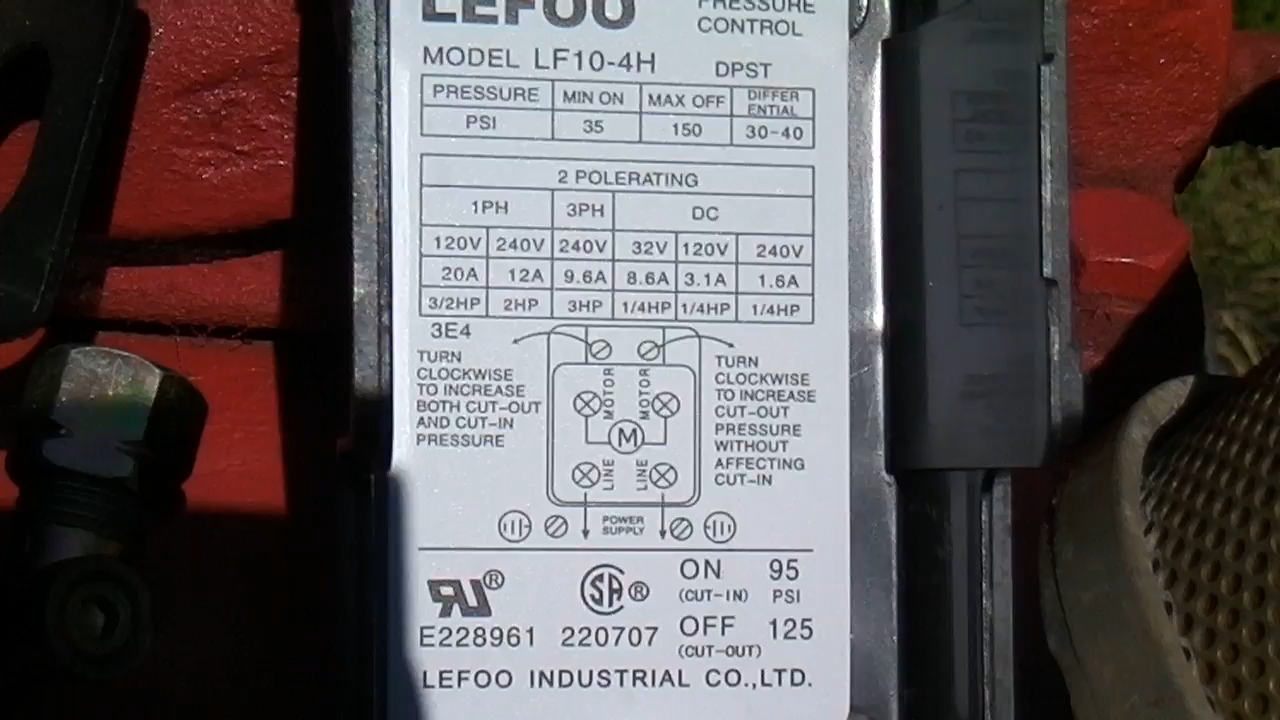 LEFOO
PRESSURE
CONTROL
MODEL LF10-4H
DPST
PRESSURE MIN ON MAX OFF DIFFER ENTIAL
PSI 35 150 30-40
2 POLERATING
1PH 3PH DC
120V 240V 240V 32V 120V 240V
20A 12A 9.6A 8.6A 3.1A 1.6A
3/2HP 2HP 3HP 1/4HP 1/4HP 1/4HP
3E4
TURN
CLOCKWISE
TO INCREASE
BOTH CUT-OUT
AND CUT-IN
PRESSURE
MOTOR MOTOR
M
LINE LINE
POWER
SUPPLY
TURN
CLOCKWISE
TO INCREASE
CUT-OUT
PRESSURE
WITHOUT
AFFECTING
CUT-IN
RU®
E228961
SA®
220707
ON 95
(CUT-IN) PSI
OFF 125
(CUT-OUT)
LEFOO INDUSTRIAL CO.,LTD.